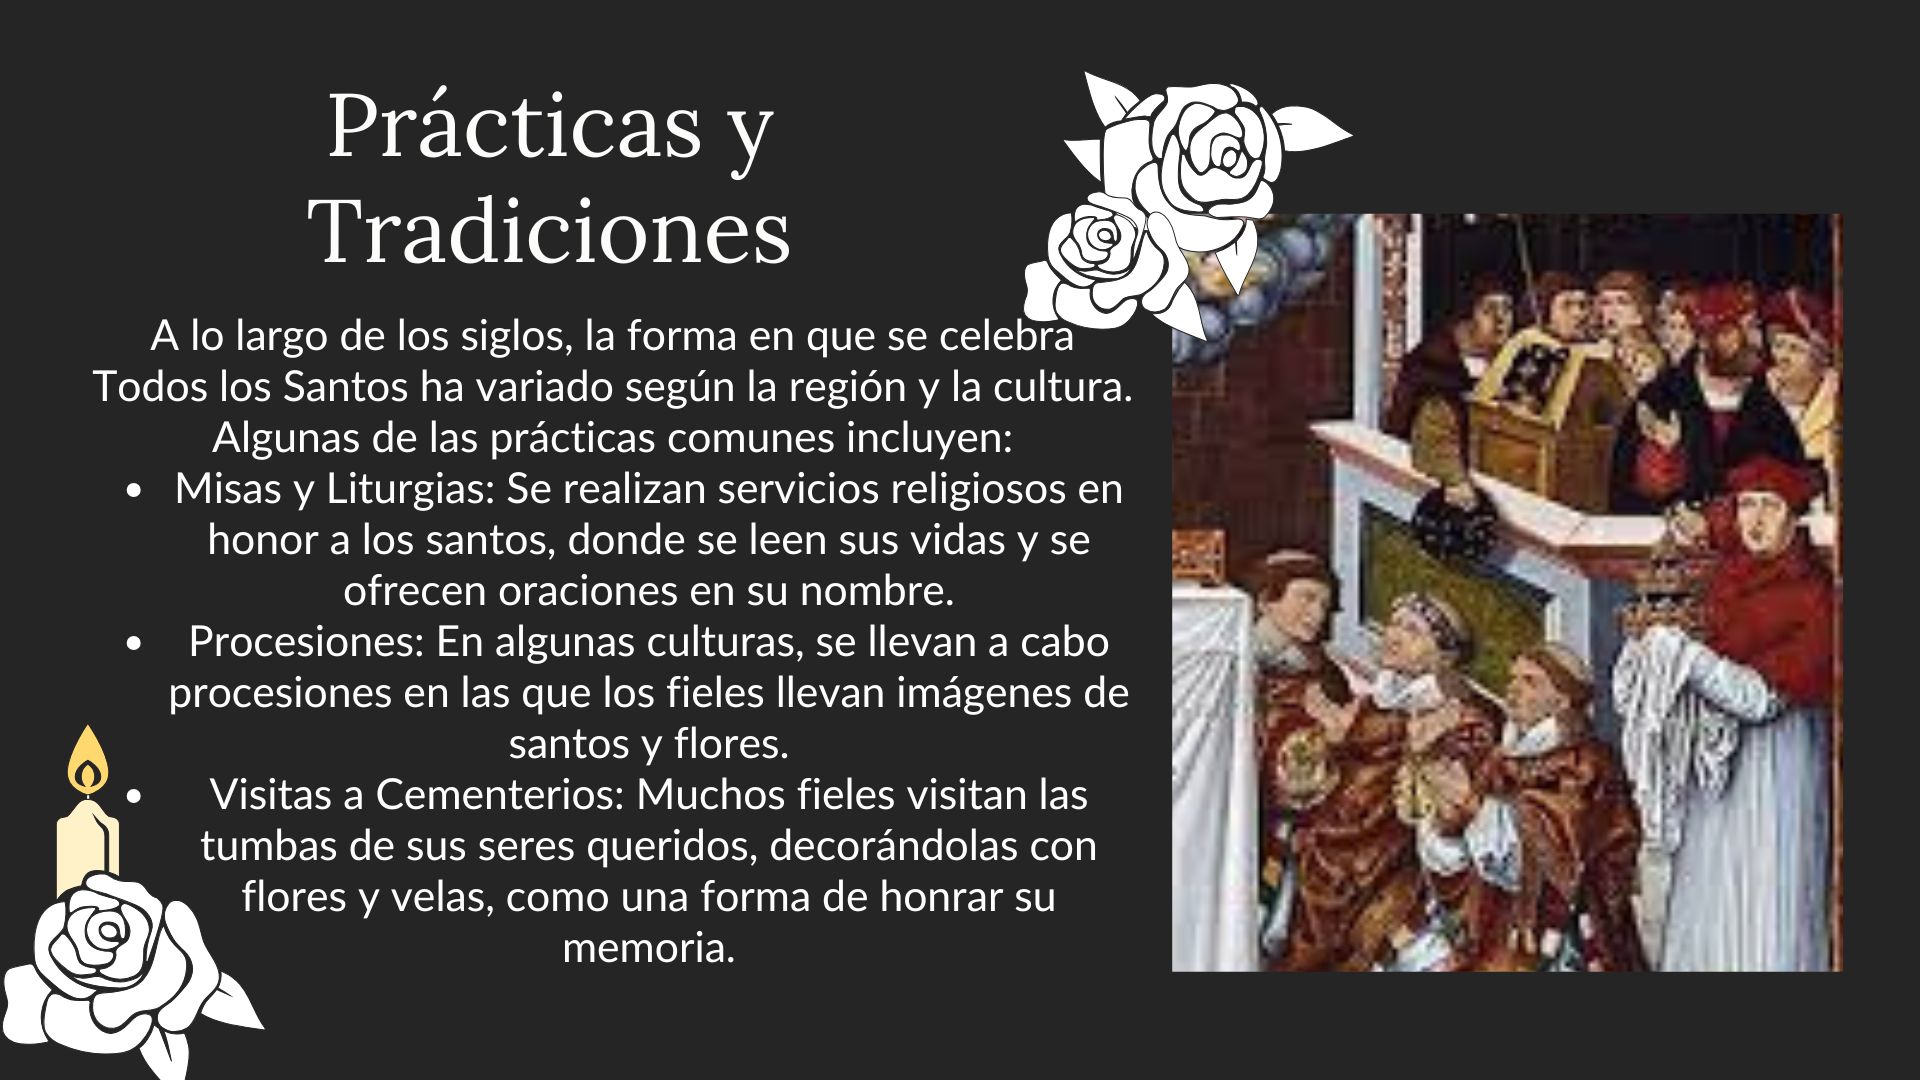 Prácticas y
Tradiciones
A lo largo de los siglos, la forma en que se celebra
Todos los Santos ha variado según la región y la cultura.
Algunas de las prácticas comunes incluyen:
• Misas y Liturgias: Se realizan servicios religiosos en
honor a los santos, donde se leen sus vidas y se
ofrecen oraciones en su nombre.
• Procesiones: En algunas culturas, se llevan a cabo
procesiones en las que los fieles llevan imágenes de
santos y flores.
• Visitas a Cementerios: Muchos fieles visitan las
tumbas de sus seres queridos, decorándolas con
flores y velas, como una forma de honrar su
memoria.